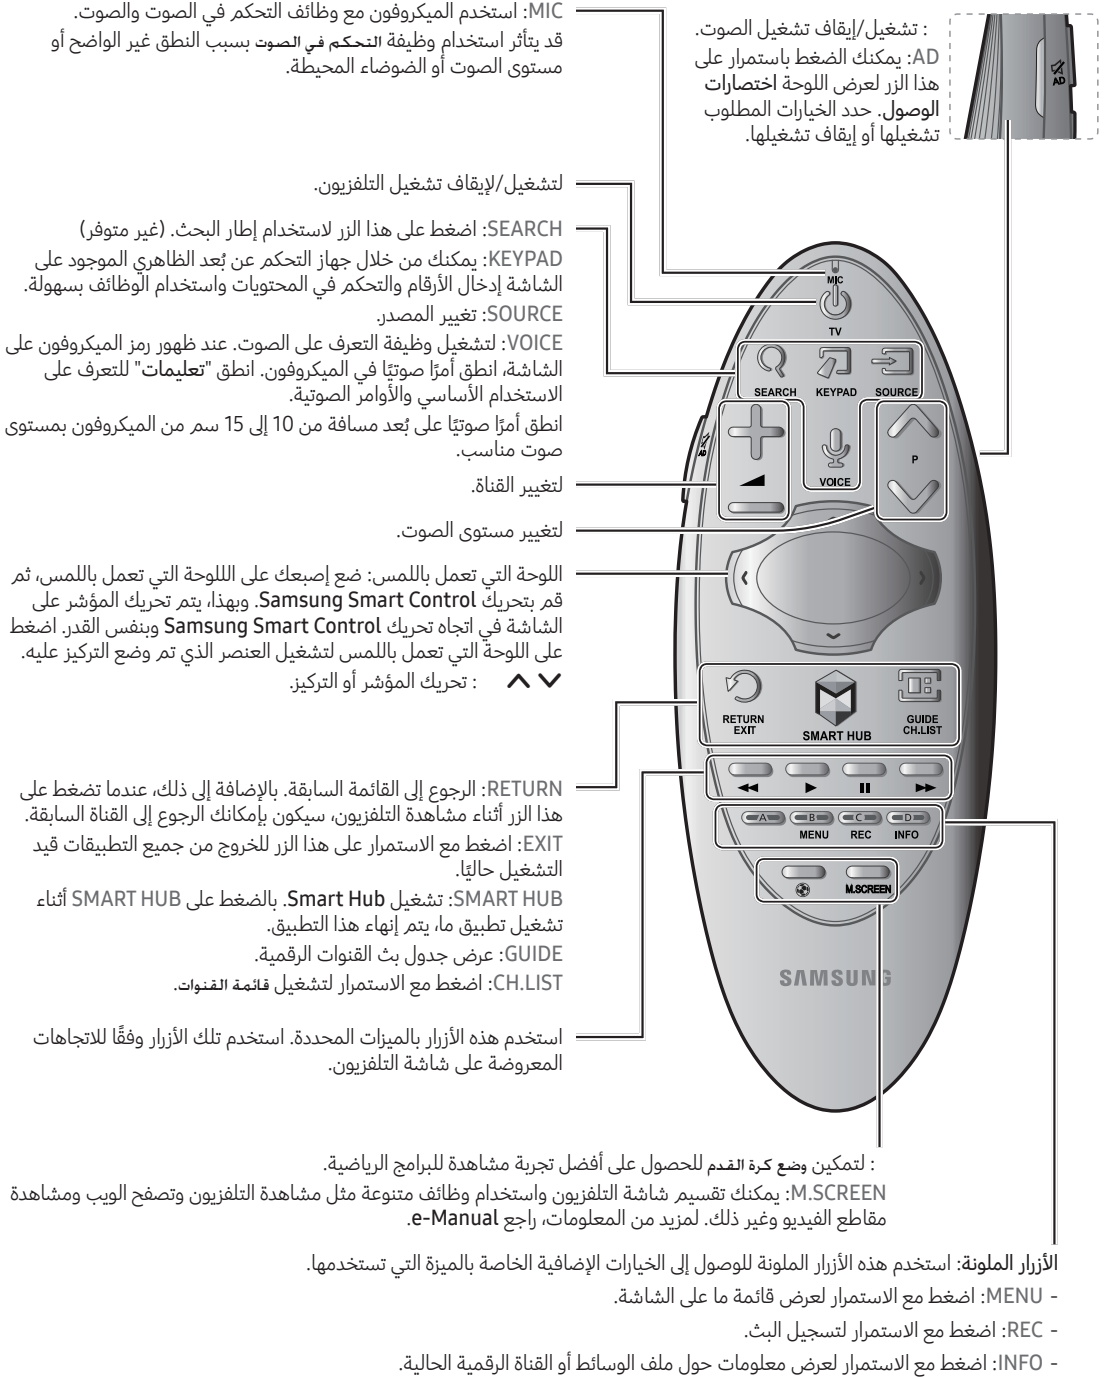 MIC: استخدم الميكروفون مع وظائف التحكم في الصوت والصوت.
قد يتأثر استخدام وظيفة التحكم في الصوت بسبب النطق غير الواضح أو
مستوى الصوت أو الضوضاء المحيطة.
: تشغيل/إيقاف تشغيل الصوت.
AD: يمكنك الضغط باستمرار على
هذا الزر لعرض اللوحة اختصارات
الوصول. حدد الخيارات المطلوب
تشغيلها أو إيقاف تشغيلها.
AD
لتشغيل/لإيقاف تشغيل التلفزيون.
SEARCH: اضغط على هذا الزر لاستخدام إطار البحث. (غير متوفر)
KEYPAD: يمكنك من خلال جهاز التحكم عن بُعد الظاهري الموجود على
الشاشة إدخال الأرقام والتحكم في المحتويات واستخدام الوظائف بسهولة.
SOURCE: تغيير المصدر.
VOICE: لتشغيل وظيفة التعرف على الصوت. عند ظهور رمز الميكروفون على
الشاشة، انطق أمرًا صوتيًا في الميكروفون. انطق "تعليمات" للتعرف على
الاستخدام الأساسي والأوامر الصوتية.
انطق أمرًا صوتيًا على بُعد مسافة من 10 إلى 15 سم من الميكروفون بمستوى
صوت مناسب.
لتغيير القناة.
لتغيير مستوى الصوت.
اللوحة التي تعمل باللمس: ضع إصبعك على الللوحة التي تعمل باللمس، ثم
قم بتحريك Samsung Smart Control. وبهذا، يتم تحريك المؤشر على
الشاشة في اتجاه تحريك Samsung Smart Control وبنفس القدر. اضغط
على اللوحة التي تعمل باللمس لتشغيل العنصر الذي تم وضع التركيز عليه.
: تحريك المؤشر أو التركيز.
RETURN: الرجوع إلى القائمة السابقة. بالإضافة إلى ذلك، عندما تضغط على
هذا الزر أثناء مشاهدة التلفزيون، سيكون بإمكانك الرجوع إلى القناة السابقة.
EXIT: اضغط مع الاستمرار على هذا الزر للخروج من جميع التطبيقات قيد
التشغيل حاليًا.
SMART HUB: تشغيل Smart Hub. بالضغط على SMART HUB أثناء
تشغيل تطبيق ما، يتم إنهاء هذا التطبيق.
GUIDE: عرض جدول بث القنوات الرقمية.
CH.LIST: اضغط مع الاستمرار لتشغيل قائمة القنوات.
استخدم هذه الأزرار بالميزات المحددة. استخدم تلك الأزرار وفقًا للاتجاهات
المعروضة على شاشة التلفزيون.
MIC
TV
SEARCH KEYPAD SOURCE
AD
P
VOICE
RETURN
EXIT
SMART HUB
GUIDE
CH.LIST
A B C D
MENU REC INFO
M.SCREEN
SAMSUNG
: لتمكين وضع كرة القدم للحصول على أفضل تجربة مشاهدة للبرامج الرياضية.
M.SCREEN: يمكنك تقسيم شاشة التلفزيون واستخدام وظائف متنوعة مثل مشاهدة التلفزيون وتصفح الويب ومشاهدة
مقاطع الفيديو وغير ذلك. لمزيد من المعلومات، راجع e-Manual.
الأزرار الملونة: استخدم هذه الأزرار الملونة للوصول إلى الخيارات الإضافية الخاصة بالميزة التي تستخدمها.
- MENU: اضغط مع الاستمرار لعرض قائمة ما على الشاشة.
- REC: اضغط مع الاستمرار لتسجيل البث.
- INFO: اضغط مع الاستمرار لعرض معلومات حول ملف الوسائط أو القناة الرقمية الحالية.